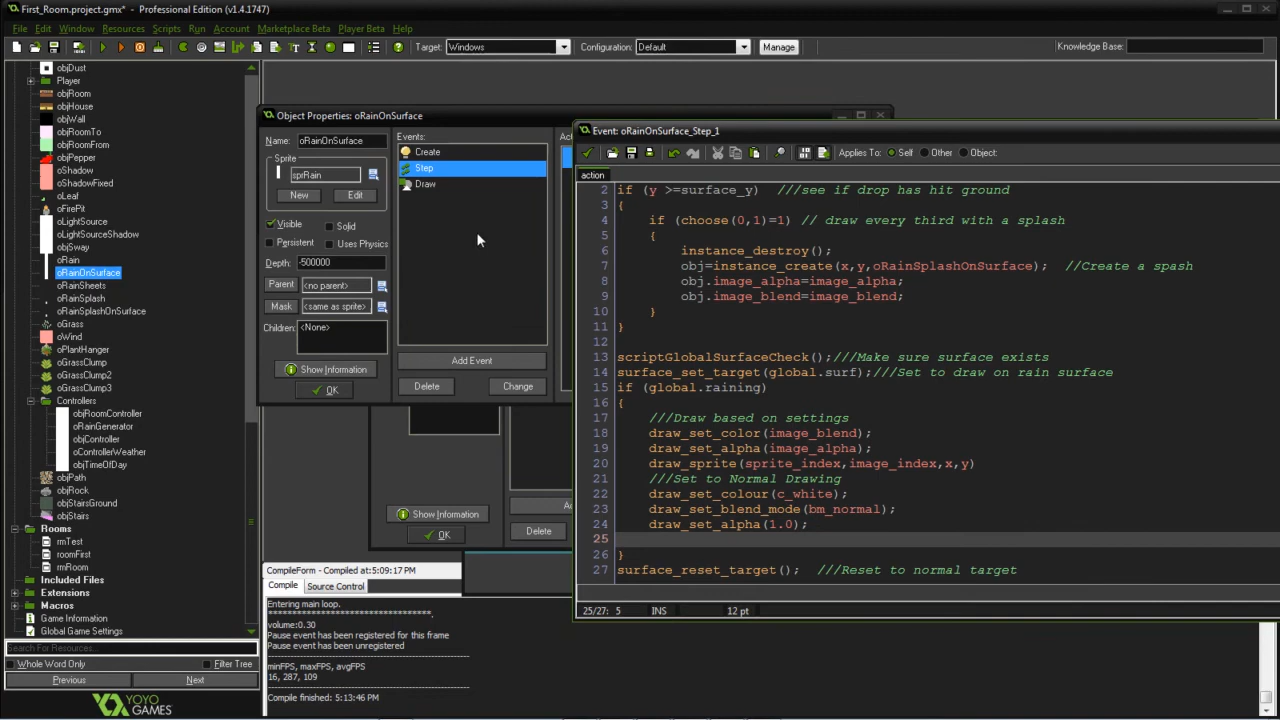 First_Room.project.gmx* - Professional Edition (v1.4.1747)
File Edit Window Resources Scripts Run Account Marketplace Beta Player Beta Help
Target: Windows Configuration: Default Manage Knowledge Base:
objDust
Player
objRoom
objHouse
objWall
objRoomTo
objRoomFrom
objPepper
oShadow
oShadowFixed
oLeaf
oFirePit
oLightSource
oLightSourceShadow
objSway
oRain
oRainOnSurface
oRainSheets
oRainSplash
oRainSplashOnSurface
oGrass
oWind
oPlantHanger
oGrassClump
oGrassClump2
oGrassClump3
Controllers
objRoomController
oRainGenerator
objController
oControllerWeather
objTimeOfDay
objPath
objRock
objStairsGround
objStairs
Rooms
rmTest
roomFirst
rmRoom
Included Files
Extensions
Macros
Game Information
Global Game Settings
Search For Resources...
Whole Word Only Filter Tree
Previous Next
YOYO
GAMES
Object Properties: oRainOnSurface
Name: oRainOnSurface
Sprite
sprRain
New Edit
Visible Solid
Persistent Uses Physics
Depth: -500000
Parent <no parent>
Mask <same as sprite>
Children: <None>
Show Information
OK
Events:
Create
Step
Draw
Add Event
Delete Change
Show Information
OK
Delete
Event: oRainOnSurface_Step_1
Applies To: Self Other Object
action
2 if (y >=surface_y) ///see if drop has hit ground
3 {
4 if (choose(0,1)=1) // draw every third with a splash
5 {
6 instance_destroy();
7 obj=instance_create(x,y,oRainSplashOnSurface); //Create a spash
8 obj.image_alpha=image_alpha;
9 obj.image_blend=image_blend;
10 }
11 }
12
13 scriptGlobalSurfaceCheck();///Make sure surface exists
14 surface_set_target(global.surf);///Set to draw on rain surface
15 if (global.raining)
16 {
17 ///Draw based on settings
18 draw_set_color(image_blend);
19 draw_set_alpha(image_alpha);
20 draw_sprite(sprite_index,image_index,x,y)
21 ///Set to Normal Drawing
22 draw_set_colour(c_white);
23 draw_set_blend_mode(bm_normal);
24 draw_set_alpha(1.0);
25
26 }
27 surface_reset_target(); ///Reset to normal target
25/27: 5 INS 12 pt
CompileForm - Compiled at:5:09:17 PM
Compile Source Control
Entering main loop.
volume:0.30
Pause event has been registered for this frame
Pause event has been unregistered
minFPS, maxFPS, avgFPS
16, 287, 109
Compile finished: 5:13:46 PM